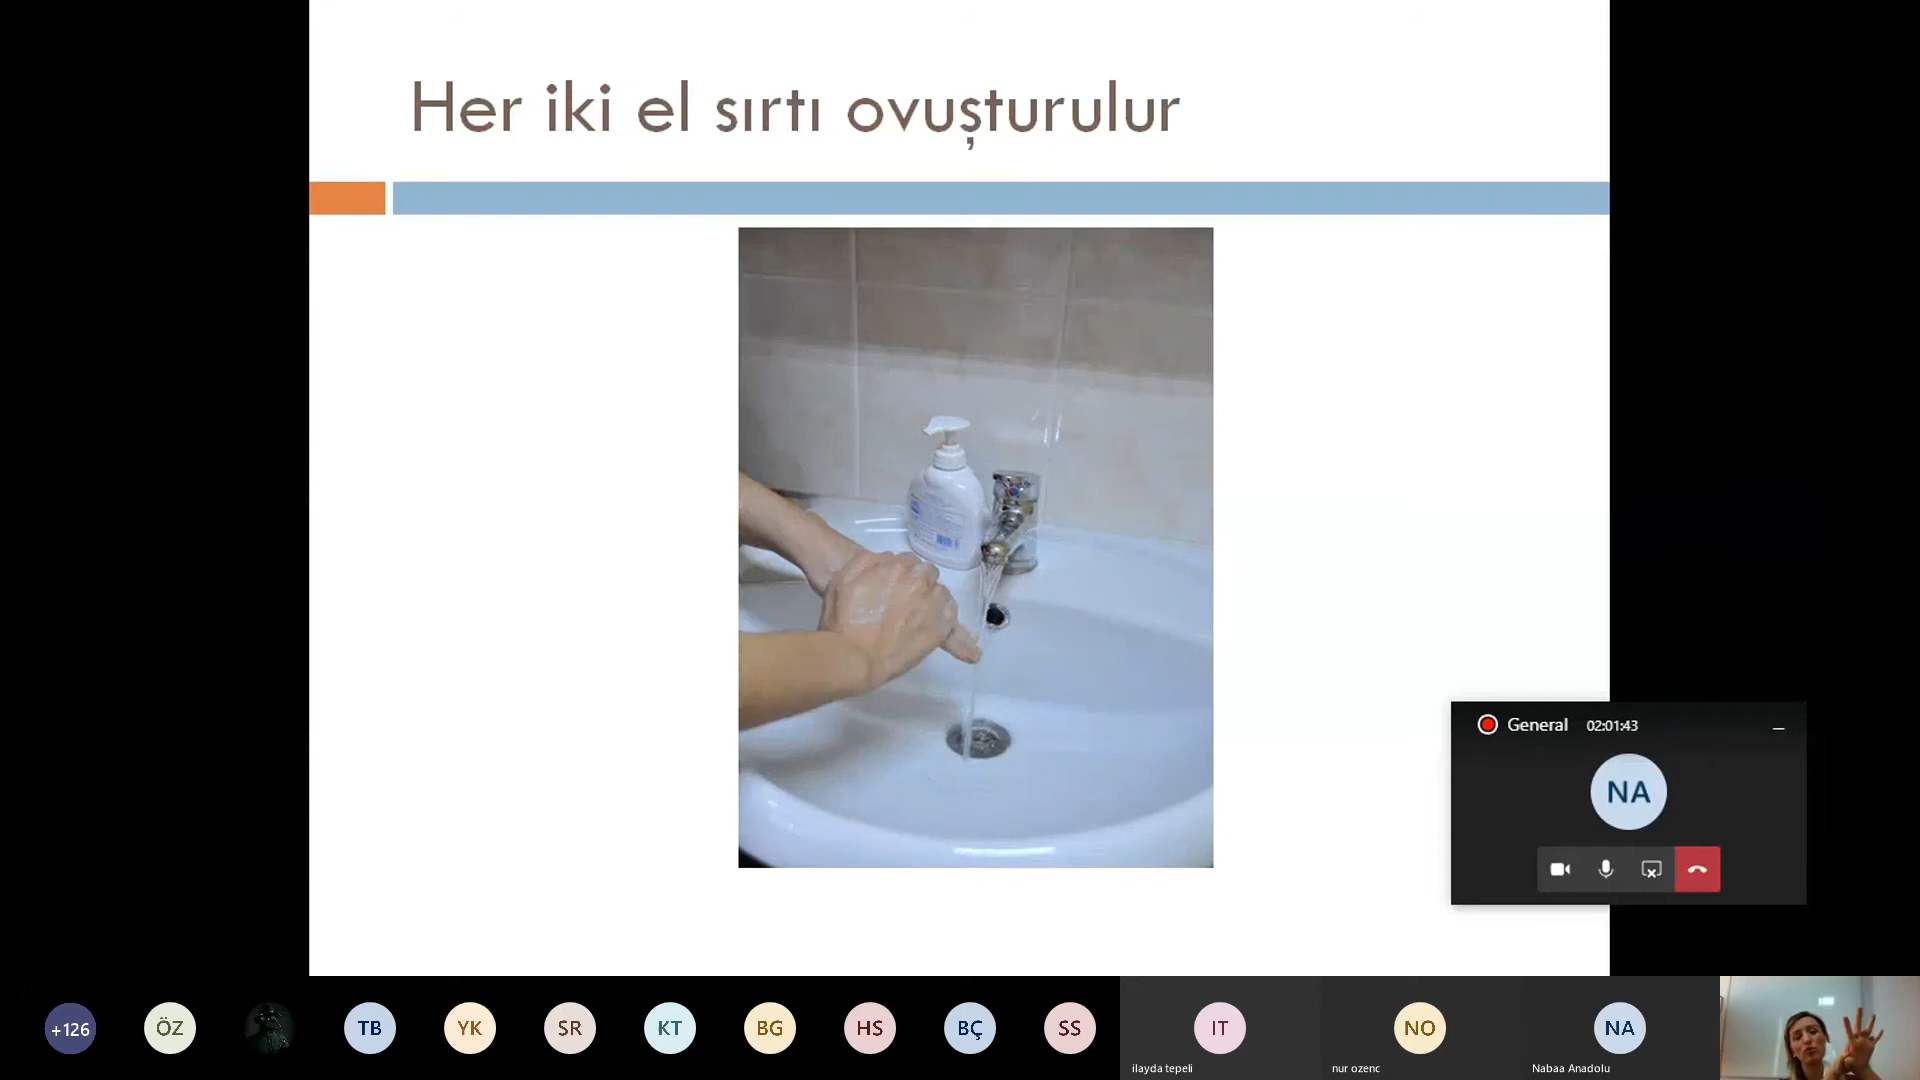 Her iki el sırtı ovuşturulur
General 02:01:43
NA
+126
ÖZ
TB
YK
SR
KT
BG
HS
BÇ
SS
IT
NO
NA
ilayda tepeli
nur ozenc
Nabaa Anadolu